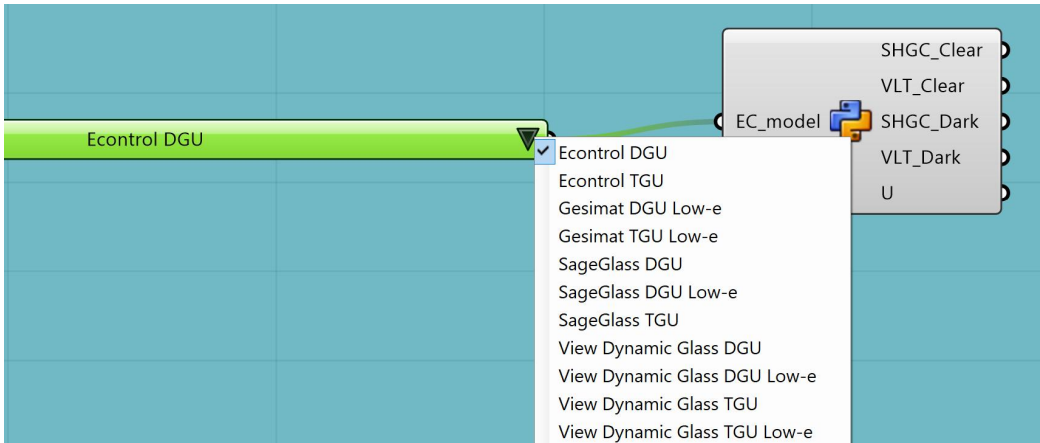 SHGC_Clear
VLT_Clear
EC_model
SHGC_Dark
VLT_Dark
U
Econtrol DGU
Econtrol DGU
Econtrol TGU
Gesimat DGU Low-e
Gesimat TGU Low-e
SageGlass DGU
SageGlass DGU Low-e
SageGlass TGU
View Dynamic Glass DGU
View Dynamic Glass DGU Low-e
View Dynamic Glass TGU
View Dynamic Glass TGU Low-e